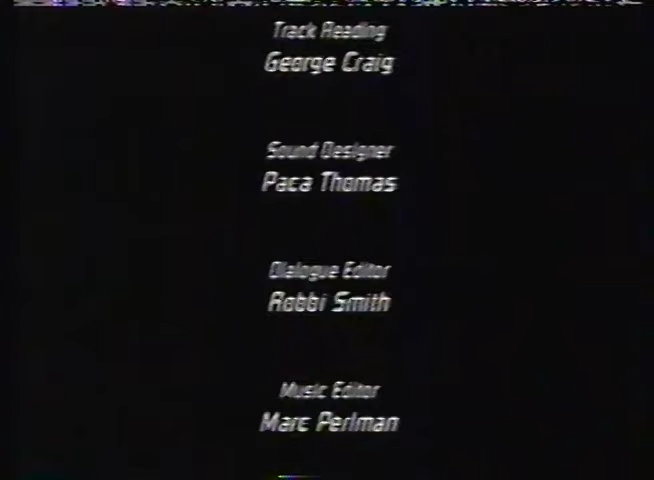 Track Reading
George Craig
Sound Designer
Paca Thomas
Dialogue Editor
Robbi Smith
Music Editor
Marc Perlman